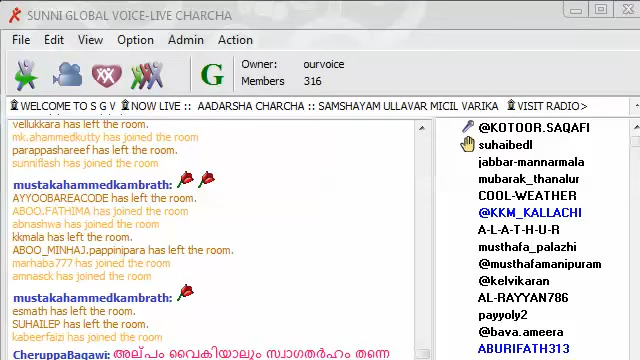 SUNNI GLOBAL VOICE-LIVE CHARCHA
File Edit View Option Admin Action
G Owner: ourvoice
Members 316
WELCOME TO S G V NOW LIVE :: AADARSHA CHARCHA :: SAMSHAYAM ULLAVAR MICIL VARIKA VISIT RADIO>
vellukkara has left the room.
mk.ahammedkutty has joined the room
parappashareef has left the room.
sunniflash has joined the room
mustakahammedkambrath:
AYYOOBAREACODE has left the room.
ABOO.FATHIMA has joined the room
abnashwa has joined the room
kkmala has left the room.
ABOO_MINHAJ.pappinipara has left the room.
marhaba777 has joined the room
amnasck has joined the room
mustakahammedkambrath:
esmath has left the room.
SUHAILEP has left the room.
kabeerfaizi has joined the room
CheruppaBaqawi: അല്പം വൈകിയാലും സ്വാഗതർഹം തന്നെ
@KOTOOR.SAQAFI
suhaibedl
jabbar-mannarmala
mubarak_thanalur
COOL-WEATHER
@KKM_KALLACHI
A-L-A-T-H-U-R
musthafa_palazhi
@musthafamanipuram
@kelvikaran
AL-RAYYAN786
payyoly2
@bava.ameera
ABURIFATH313